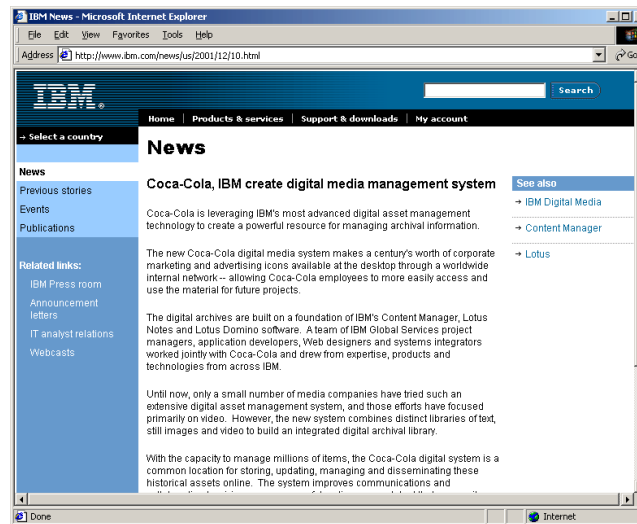 IBM News - Microsoft Internet Explorer
File Edit View Favorites Tools Help
Address http://www.ibm.com/news/us/2001/12/10.html Go
IBM®
Search
Home | Products & services | Support & downloads | My account
→ Select a country
News
News
Previous stories
Events
Publications
Related links:
IBM Press room
Announcement
letters
IT analyst relations
Webcasts
Coca-Cola, IBM create digital media management system
Coca-Cola is leveraging IBM's most advanced digital asset management
technology to create a powerful resource for managing archival information.
The new Coca-Cola digital media system makes a century's worth of corporate
marketing and advertising icons available at the desktop through a worldwide
internal network -- allowing Coca-Cola employees to more easily access and
use the material for future projects.
The digital archives are built on a foundation of IBM's Content Manager, Lotus
Notes and Lotus Domino software. A team of IBM Global Services project
managers, application developers, Web designers and systems integrators
worked jointly with Coca-Cola and drew from expertise, products and
technologies from across IBM.
Until now, only a small number of media companies have tried such an
extensive digital asset management system, and those efforts have focused
primarily on video. However, the new system combines distinct libraries of text,
still images and video to build an integrated digital archival library.
With the capacity to manage millions of items, the Coca-Cola digital system is a
common location for storing, updating, managing and disseminating these
historical assets online. The system improves communications and
See also
→ IBM Digital Media
→ Content Manager
→ Lotus
Done
Internet